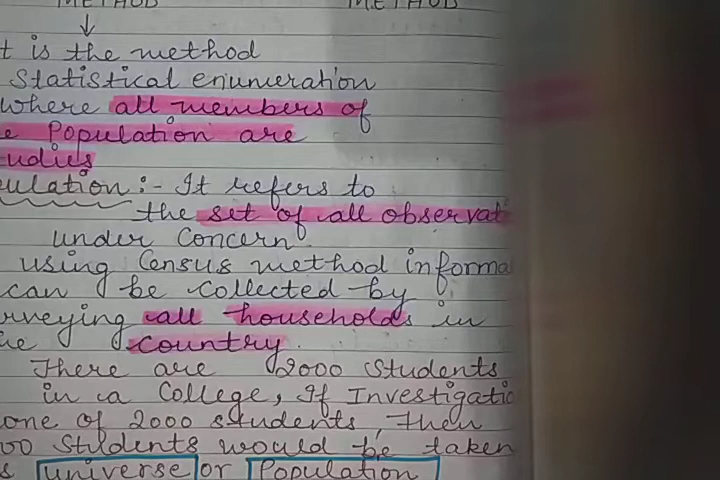 METHOD METHOD
t is the method
Statistical enumeration
where all members of
e Population are
udies
ulation :- It refers to
the set of all observat
under concern.
using Census method informa
can be collected by
rveying all households in
he country.
There are 2000 students
in a College, If Investigatio
one of 2000 students, then
00 Students would be taken
s universe or Population